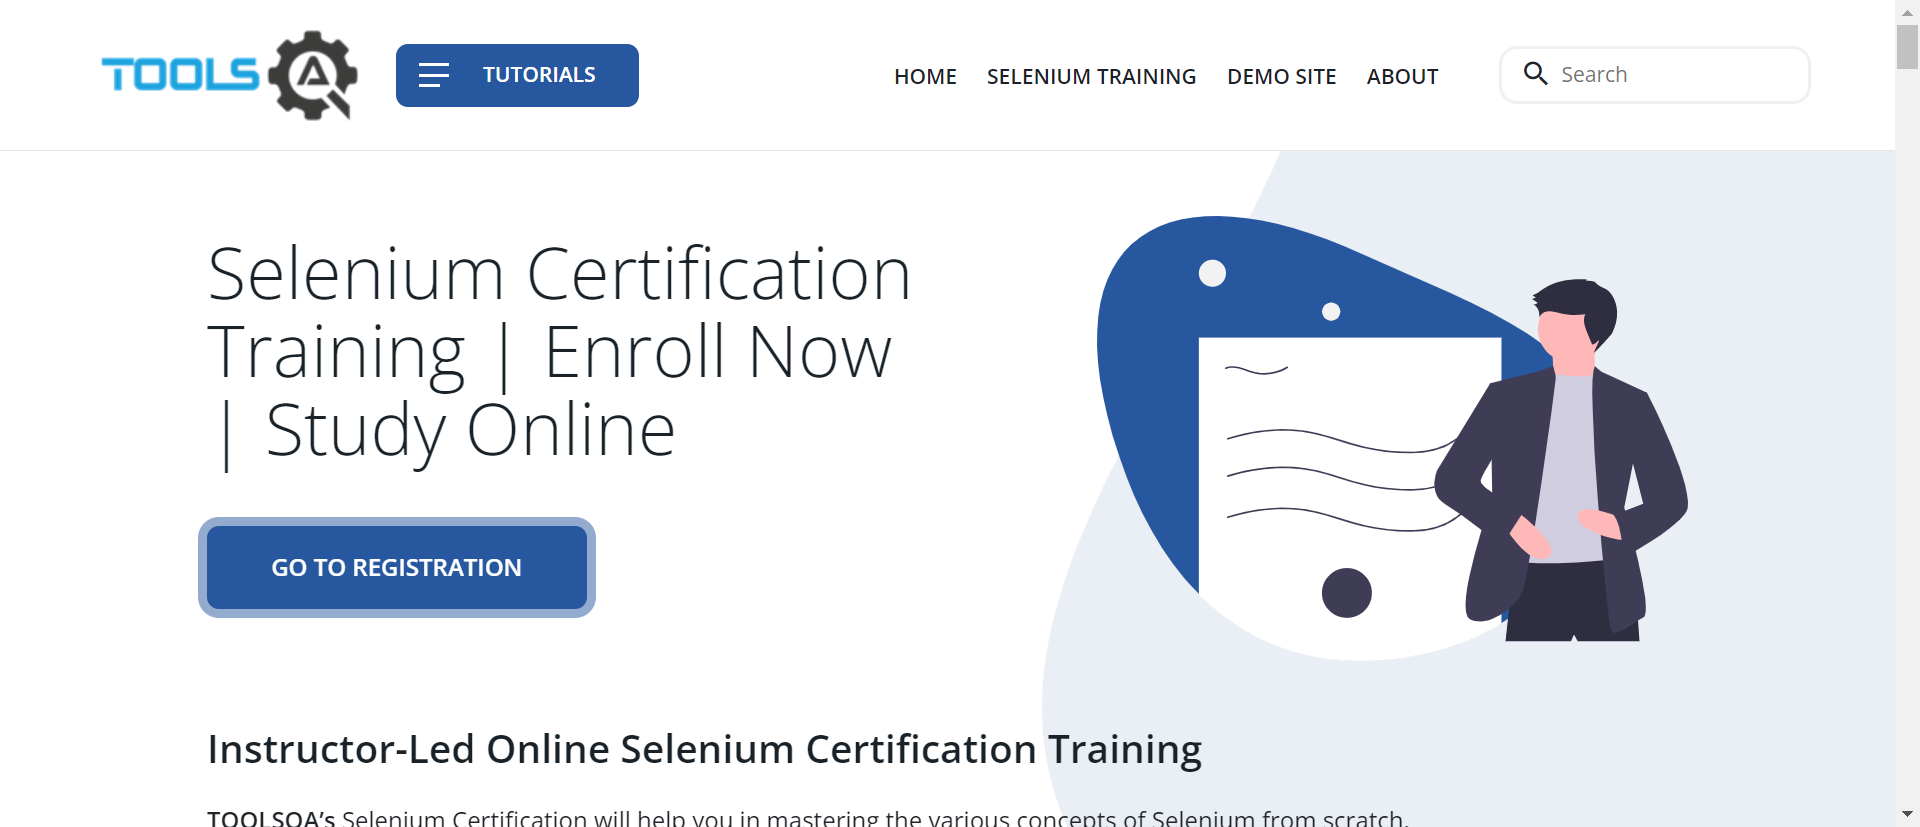 TOOLS QA
TUTORIALS
HOME SELENIUM TRAINING DEMO SITE ABOUT
Search
Selenium Certification
Training | Enroll Now
| Study Online
GO TO REGISTRATION
Instructor-Led Online Selenium Certification Training
TOOLSQA’s Selenium Certification will help you in mastering the various concepts of Selenium from scratch.